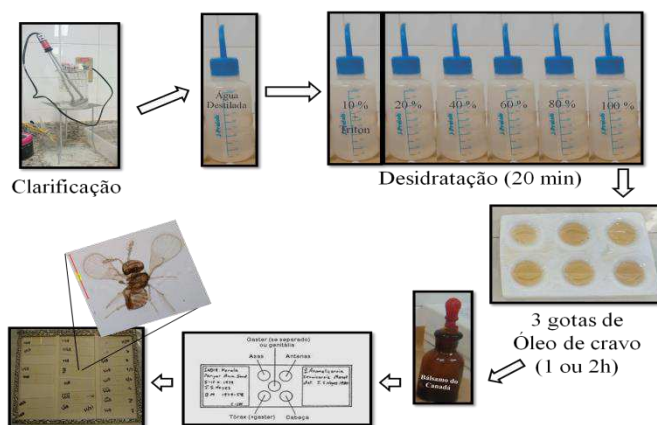 Água
Destilada
10 %
+
Triton
20 %
40 %
60 %
80 %
100 %
Clarificação
Desidratação (20 min)
3 gotas de
Óleo de cravo
(1 ou 2h)
Bálsamo do
Canadá
Gaster (se separado)
ou genitália
Asas
Antenas
Tórax (+gaster)
Cabeça